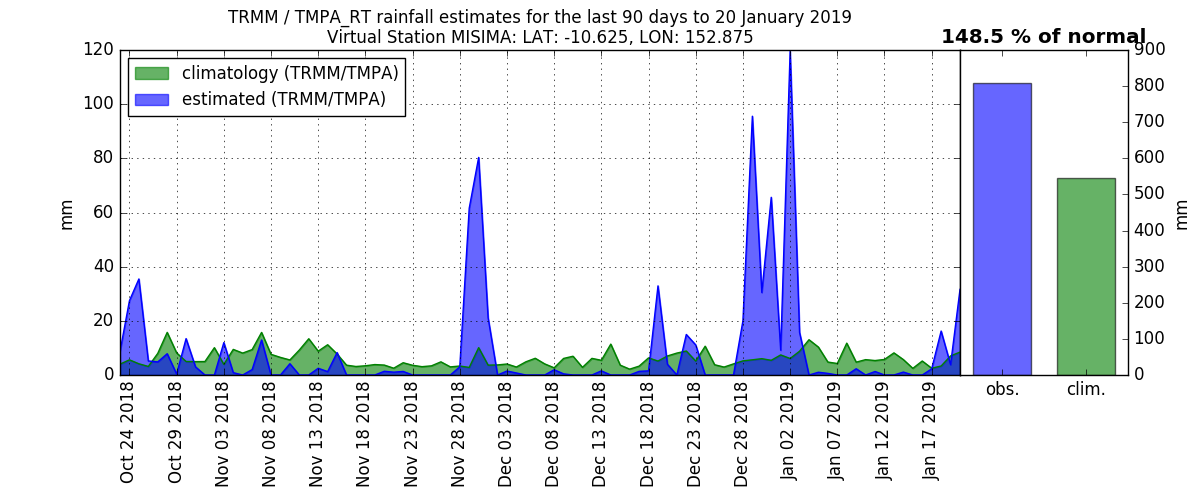 TRMM / TMPA_RT rainfall estimates for the last 90 days to 20 January 2019
Virtual Station MISIMA: LAT: -10.625, LON: 152.875
148.5 % of normal
climatology (TRMM/TMPA)
estimated (TRMM/TMPA)
120
100
80
60
40
20
0
mm
Oct 24 2018
Oct 29 2018
Nov 03 2018
Nov 08 2018
Nov 13 2018
Nov 18 2018
Nov 23 2018
Nov 28 2018
Dec 03 2018
Dec 08 2018
Dec 13 2018
Dec 18 2018
Dec 23 2018
Dec 28 2018
Jan 02 2019
Jan 07 2019
Jan 12 2019
Jan 17 2019
900
800
700
600
500
400
300
200
100
0
mm
obs.
clim.